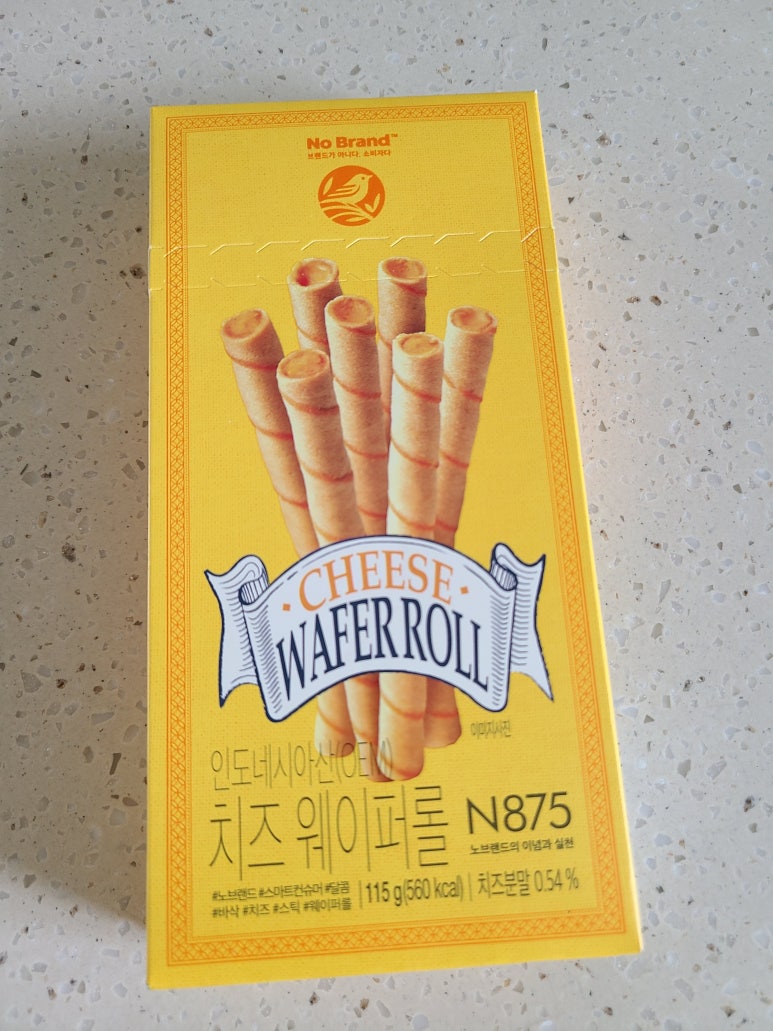 No Brand™
브랜드가 아니다. 소비자다
· CHEESE ·
WAFER ROLL
이미지사진
인도네시아산(OEM)
치즈 웨이퍼롤
N875
노브랜드의 이념과 실천
#노브랜드 #스마트컨슈머 #달콤
#바삭 #치즈 #스틱 #웨이퍼롤
115 g(560 kcal)
치즈분말 0.54 %